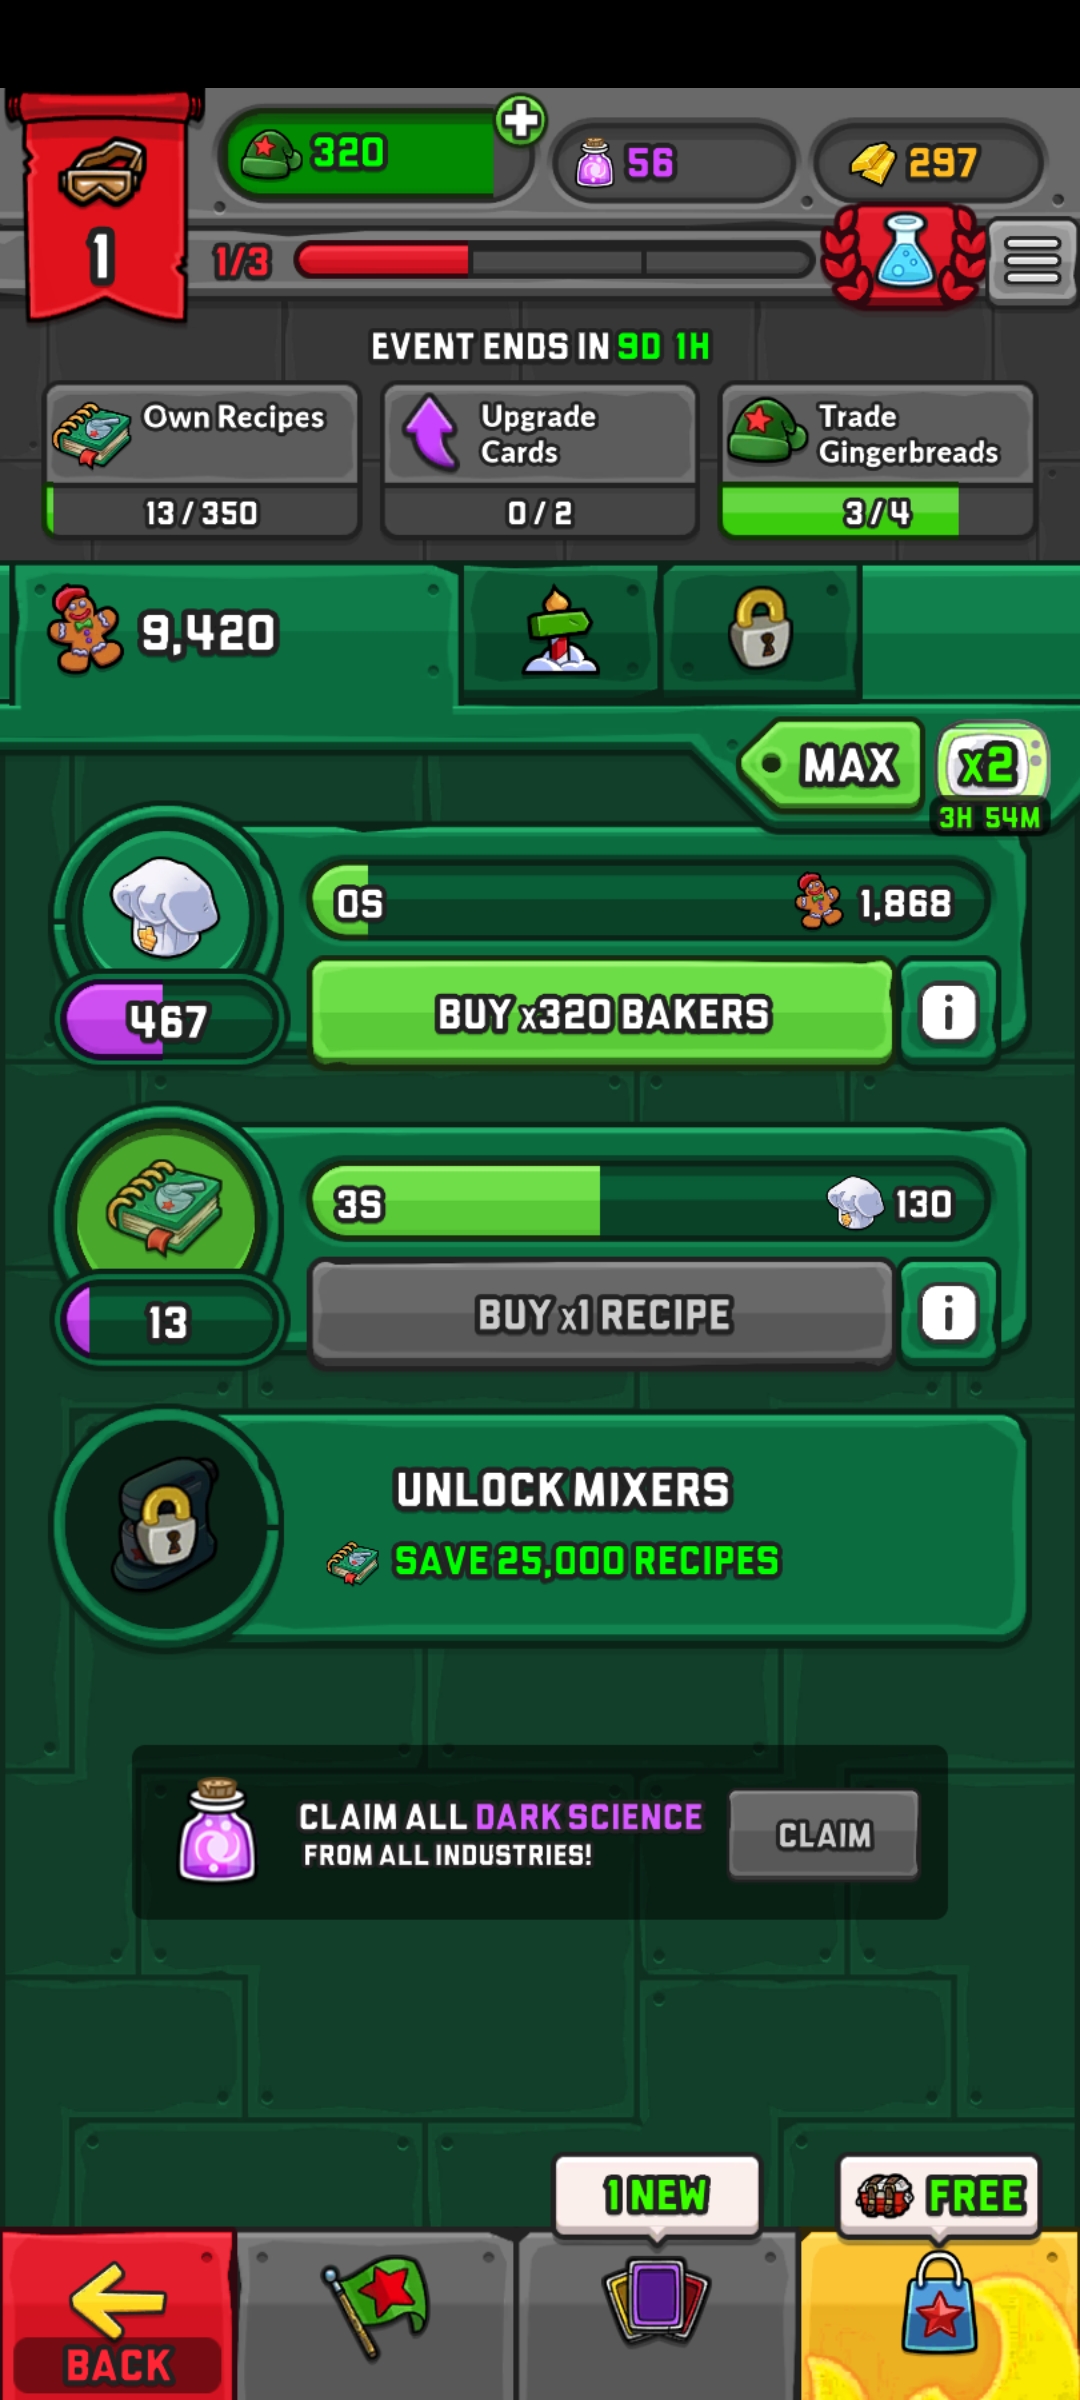 320
56
297
1
1/3
EVENT ENDS IN 9D 1H
Own Recipes
13/350
Upgrade
Cards
0/2
Trade
Gingerbreads
3/4
9,420
MAX
x2
3H 54M
0S
1,868
467
BUY x320 BAKERS
i
3S
130
13
BUY x1 RECIPE
i
UNLOCK MIXERS
SAVE 25,000 RECIPES
CLAIM ALL DARK SCIENCE
FROM ALL INDUSTRIES!
CLAIM
1 NEW
FREE
BACK